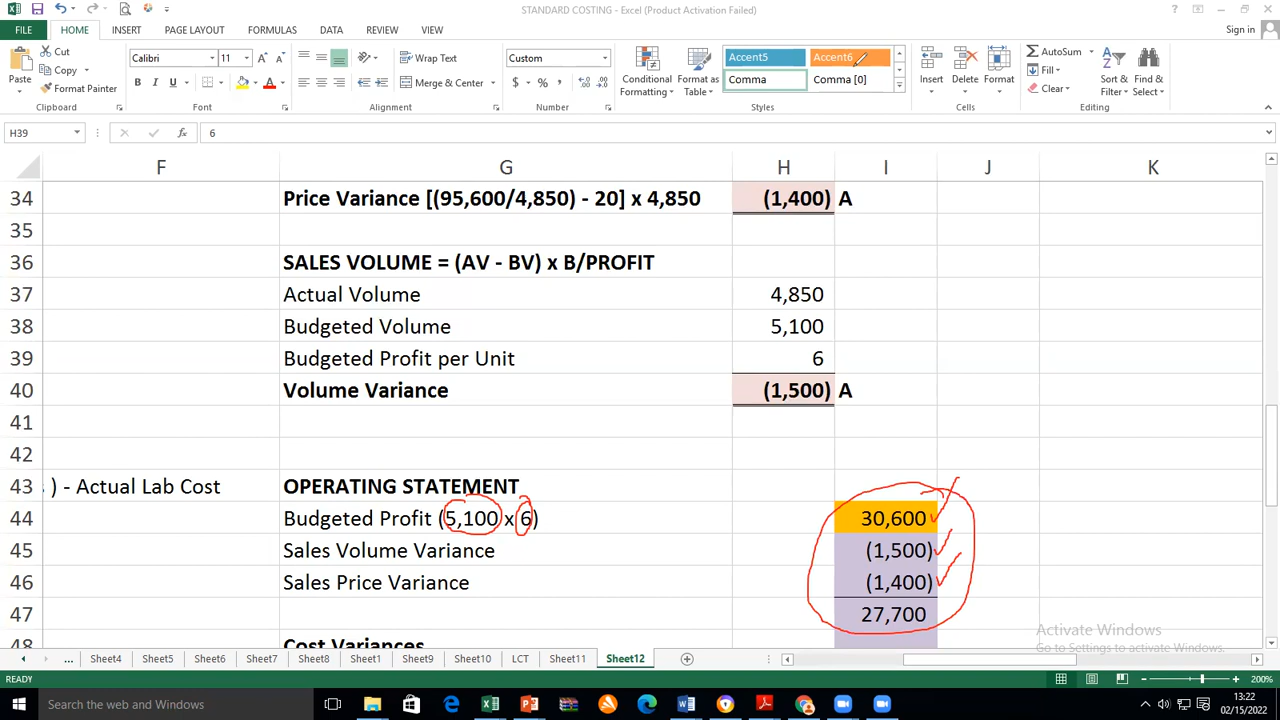 STANDARD COSTING - Excel (Product Activation Failed)
FILE HOME INSERT PAGE LAYOUT FORMULAS DATA REVIEW VIEW Sign in
Paste Cut Copy Format Painter
Calibri 11 Wrap Text Merge & Center Custom
B I U A A A $ % ,
Conditional Formatting Format as Table
Accent5 Accent6
Comma Comma [0]
Insert Delete Format
AutoSum Fill Clear Sort & Filter Find & Select
Clipboard Font Alignment Number Styles Cells Editing
H39 fx 6
F G H I J K
34 Price Variance [(95,600/4,850) - 20] x 4,850 (1,400) A
35
36 SALES VOLUME = (AV - BV) x B/PROFIT
37 Actual Volume 4,850
38 Budgeted Volume 5,100
39 Budgeted Profit per Unit 6
40 Volume Variance (1,500) A
41
42
43 ) - Actual Lab Cost OPERATING STATEMENT
44 Budgeted Profit (5,100 x 6) 30,600
45 Sales Volume Variance (1,500)
46 Sales Price Variance (1,400)
47 27,700
48 Cost Variances
Activate Windows
Go to Settings to activate Windows.
... Sheet4 Sheet5 Sheet6 Sheet7 Sheet8 Sheet1 Sheet9 Sheet10 LCT Sheet11 Sheet12
READY 200%
Search the web and Windows
13:22
02/15/2022